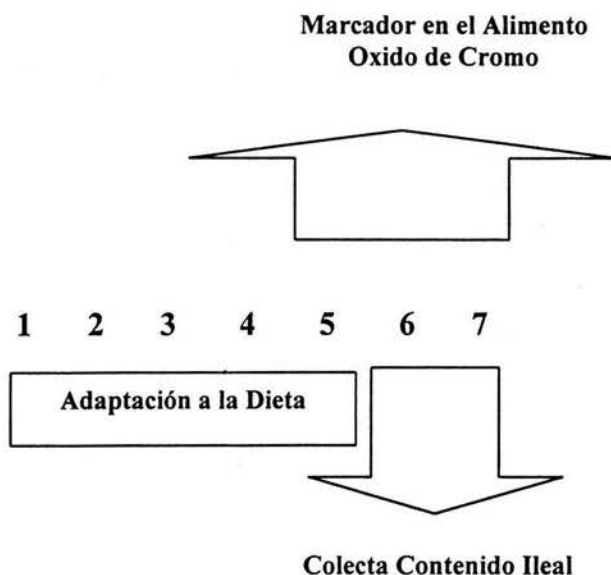 Marcador en el Alimento
Oxido de Cromo
1 2 3 4 5 6 7
Adaptación a la Dieta
Colecta Contenido Ileal